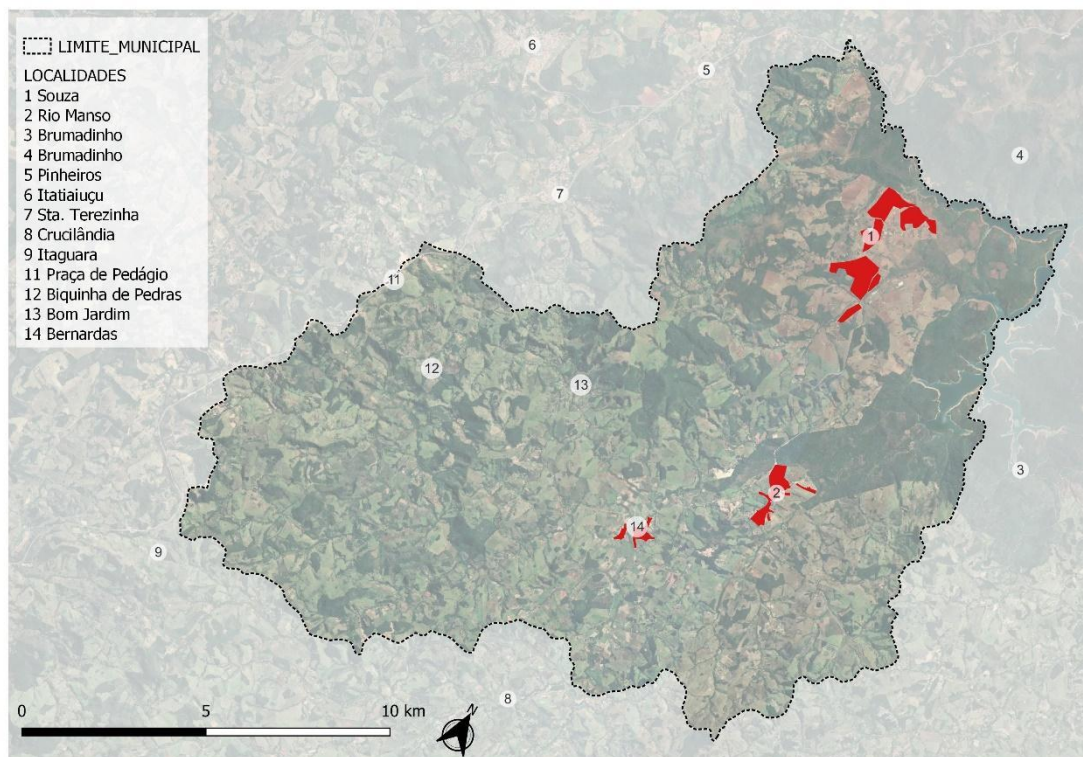 LIMITE_MUNICIPAL
LOCALIDADES
1 Souza
2 Rio Manso
3 Brumadinho
4 Brumadinho
5 Pinheiros
6 Itatiaiuçu
7 Sta. Terezinha
8 Crucilândia
9 Itaguara
11 Praça de Pedágio
12 Biquinha de Pedras
13 Bom Jardim
14 Bernardas
6
5
4
7
1
11
12
13
3
2
14
9
8
0 5 10 km
N